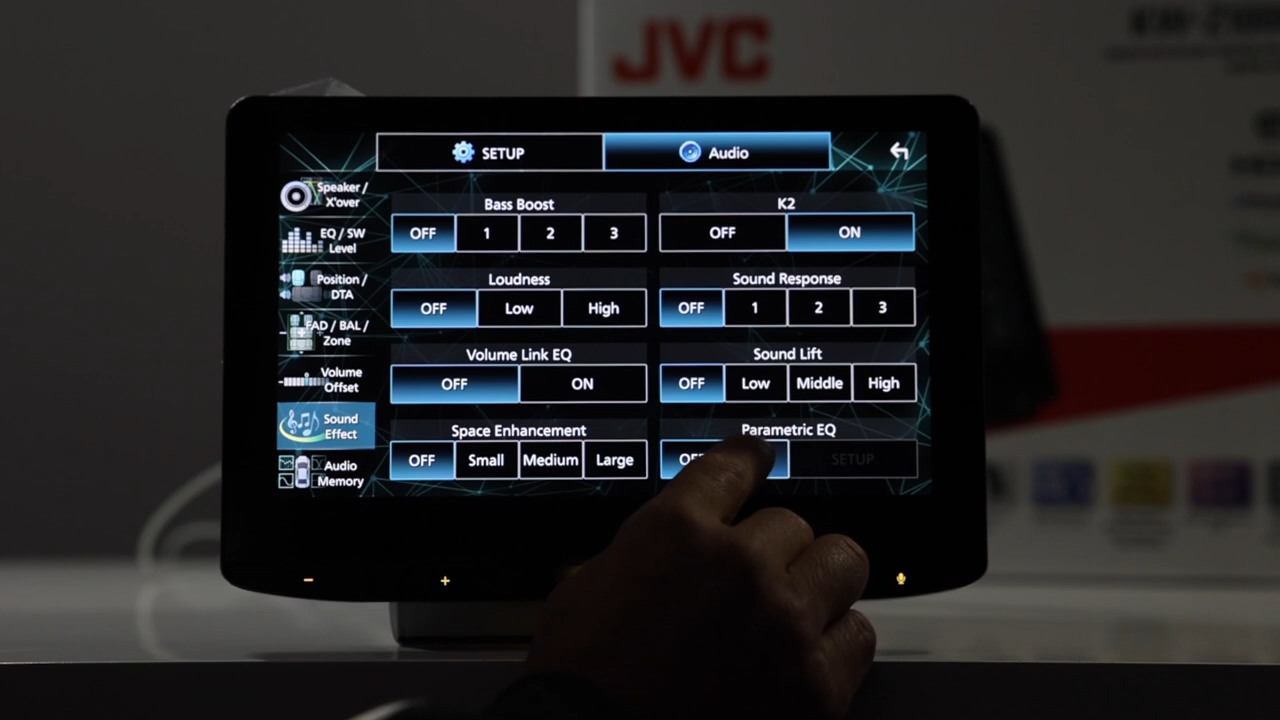 JVC
SETUP
Audio
Speaker /
X'over
EQ / SW
Level
Position /
DTA
FAD / BAL /
Zone
Volume
Offset
Sound
Effect
Audio
Memory
Bass Boost
OFF 1 2 3
K2
OFF ON
Loudness
OFF Low High
Sound Response
OFF 1 2 3
Volume Link EQ
OFF ON
Sound Lift
OFF Low Middle High
Space Enhancement
OFF Small Medium Large
Parametric EQ
SETUP
- +